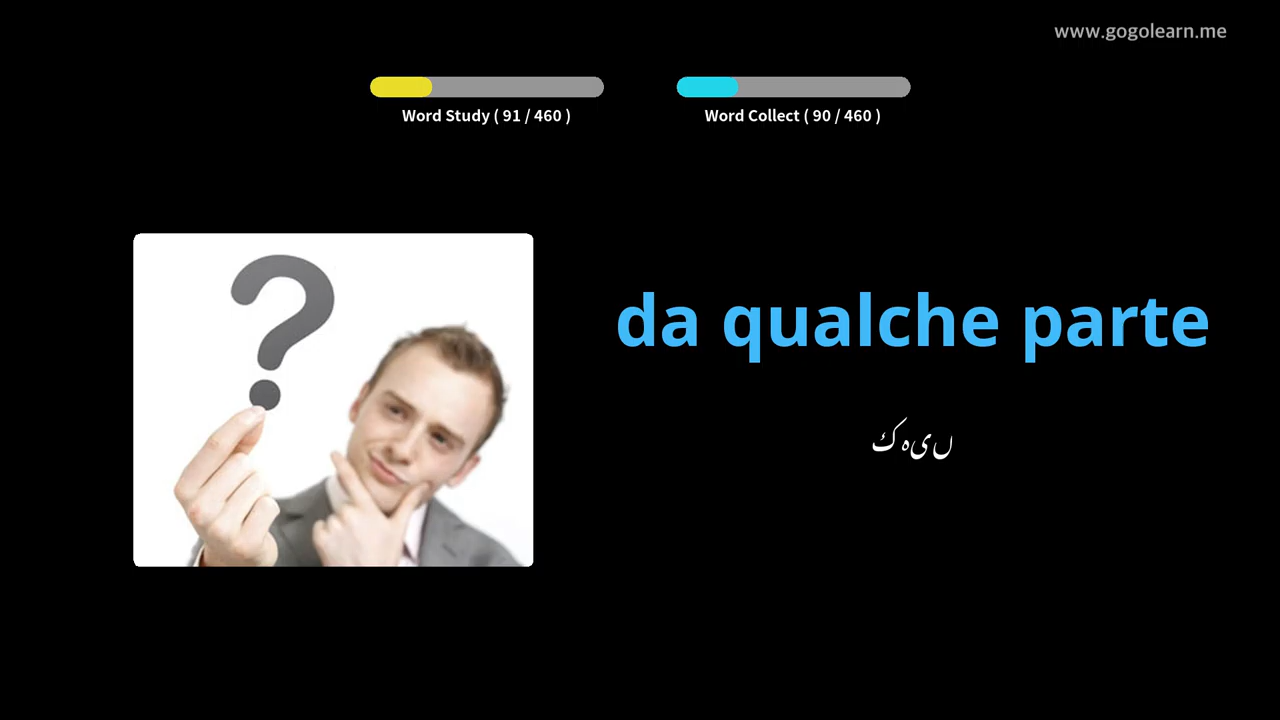 www.gogolearn.me
Word Study ( 91 / 460 )
Word Collect ( 90 / 460 )
da qualche parte
کہیں